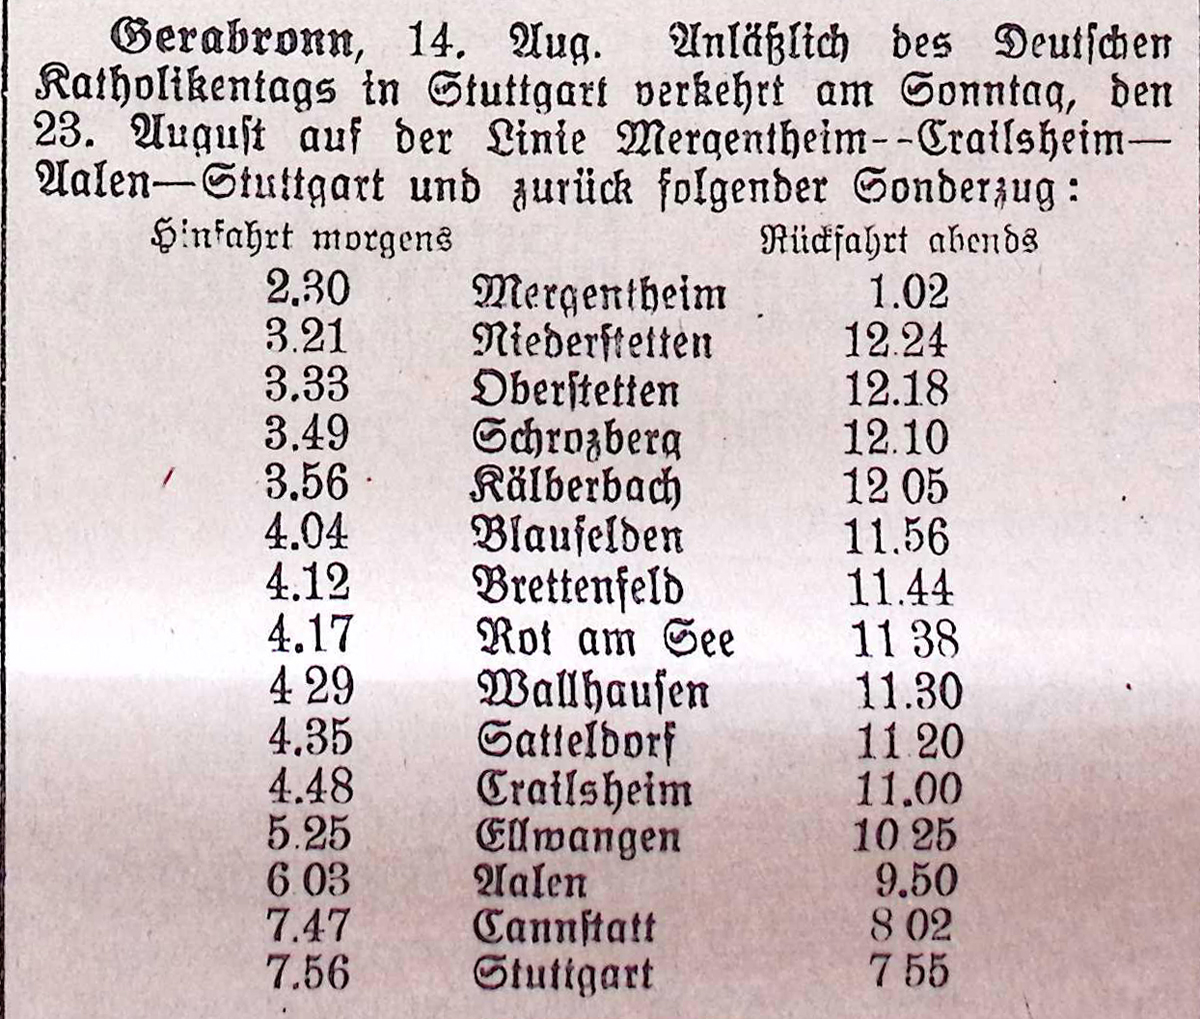 Gerabronn, 14. Aug. Anläßlich des Deutschen
Katholikentags in Stuttgart verkehrt am Sonntag, den
23. August auf der Linie Mergentheim--Crailsheim—
Aalen—Stuttgart und zurück folgender Sonderzug:
Hinfahrt morgens Rückfahrt abends
2.30 Mergentheim 1.02
3.21 Niederstetten 12.24
3.33 Oberstetten 12.18
3.49 Schrozberg 12.10
3.56 Kälberbach 12 05
4.04 Blaufelden 11.56
4.12 Brettenfeld 11.44
4.17 Rot am See 11 38
4 29 Wallhausen 11.30
4.35 Satteldorf 11 20
4.48 Crailsheim 11.00
5.25 Ellwangen 10 25
6 03 Aalen 9.50
7.47 Cannstatt 8 02
7.56 Stuttgart 7 55